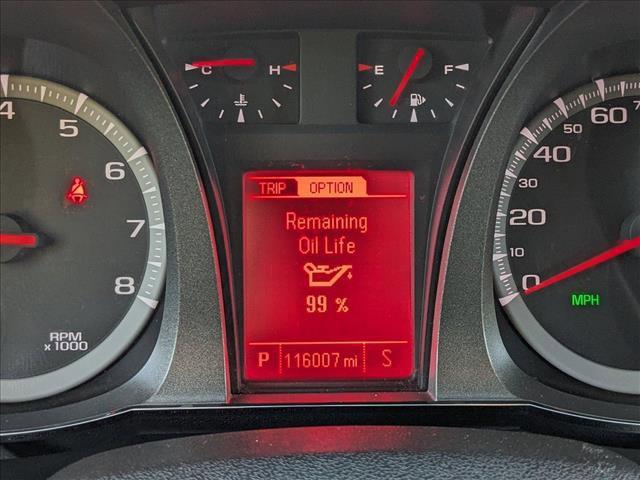 C H
E F
4
5
6
7
8
RPM
x 1000
TRIP OPTION
Remaining
Oil Life
99 %
P 116007 mi S
0
10
20
30
40
50
60
MPH